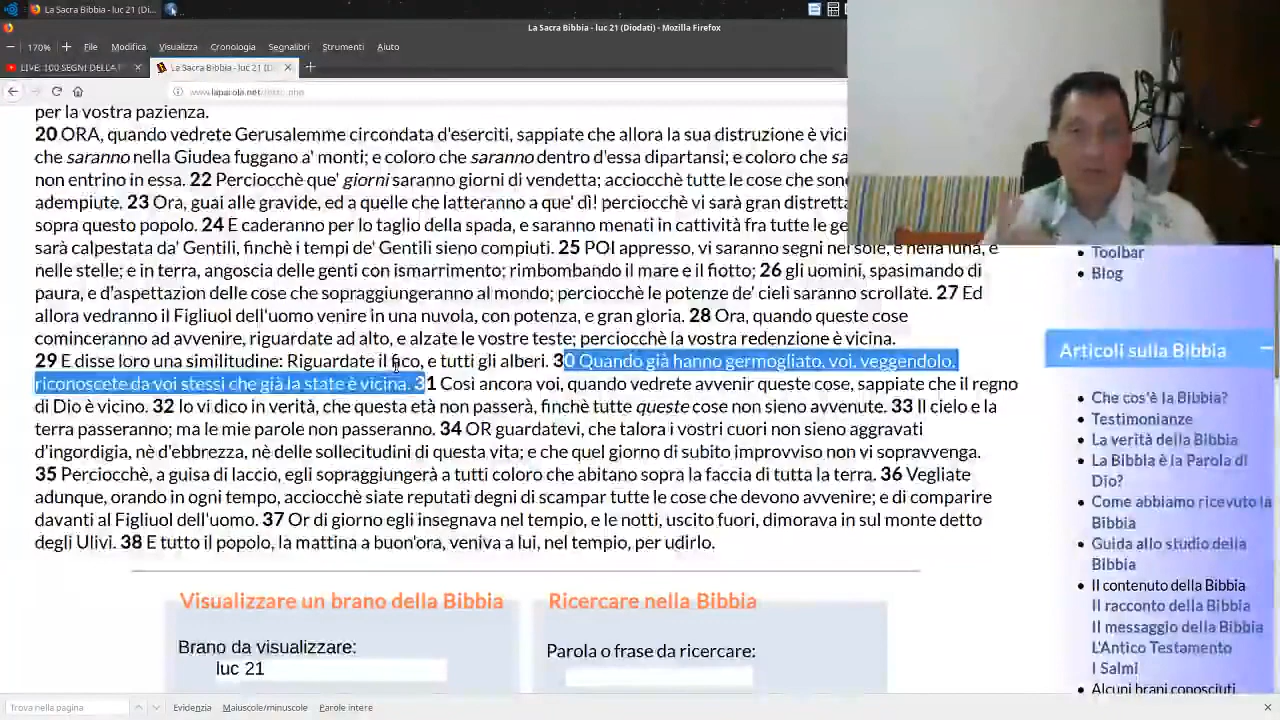 La Sacra Bibbia - luc 21 (Di...
La Sacra Bibbia - luc 21 (Diodati) - Mozilla Firefox
170% File Modifica Visualizza Cronologia Segnalibri Strumenti Aiuto
LIVE: 100 SEGNI DELLA La Sacra Bibbia - luc 21 (D
www.laparola.net
per la vostra pazienza.
20 ORA, quando vedrete Gerusalemme circondata d'eserciti, sappiate che allora la sua distruzione è vici
che saranno nella Giudea fuggano a' monti; e coloro che saranno dentro d'essa dipartansi; e coloro che sa
non entrino in essa. 22 Perciocchè que' giorni saranno giorni di vendetta; acciocchè tutte le cose che son
adempiute. 23 Ora, guai alle gravide, ed a quelle che latteranno a que' dì! perciocchè vi sarà gran distretta
sopra questo popolo. 24 E caderanno per lo taglio della spada, e saranno menati in cattività fra tutte le ge
sarà calpestata da' Gentili, finchè i tempi de' Gentili sieno compiuti. 25 POI appresso, vi saranno segni nel sole, e nella luna, e
nelle stelle; e in terra, angoscia delle genti con ismarrimento; rimbombando il mare e il fiotto; 26 gli uomini, spasimando di
paura, e d'aspettazion delle cose che sopraggiungeranno al mondo; perciocchè le potenze de' cieli saranno scrollate. 27 Ed
allora vedranno il Figliuol dell'uomo venire in una nuvola, con potenza, e gran gloria. 28 Ora, quando queste cose
cominceranno ad avvenire, riguardate ad alto, e alzate le vostre teste; perciocchè la vostra redenzione è vicina.
29 E disse loro una similitudine: Riguardate il fico, e tutti gli alberi. 30 Quando già hanno germogliato, voi, veggendolo,
riconoscete da voi stessi che già la state è vicina. 31 Così ancora voi, quando vedrete avvenir queste cose, sappiate che il regno
di Dio è vicino. 32 Io vi dico in verità, che questa età non passerà, finchè tutte queste cose non sieno avvenute. 33 Il cielo e la
terra passeranno; ma le mie parole non passeranno. 34 OR guardatevi, che talora i vostri cuori non sieno aggravati
d'ingordigia, nè d'ebbrezza, nè delle sollecitudini di questa vita; e che quel giorno di subito improvviso non vi sopravvenga.
35 Perciocchè, a guisa di laccio, egli sopraggiungerà a tutti coloro che abitano sopra la faccia di tutta la terra. 36 Vegliate
adunque, orando in ogni tempo, acciocchè siate reputati degni di scampar tutte le cose che devono avvenire; e di comparire
davanti al Figliuol dell'uomo. 37 Or di giorno egli insegnava nel tempio, e le notti, uscito fuori, dimorava in sul monte detto
degli Ulivi. 38 E tutto il popolo, la mattina a buon'ora, veniva a lui, nel tempio, per udirlo.
Visualizzare un brano della Bibbia
Brano da visualizzare:
luc 21
Ricercare nella Bibbia
Parola o frase da ricercare:
Toolbar
Blog
Articoli sulla Bibbia
Che cos'è la Bibbia?
Testimonianze
La verità della Bibbia
La Bibbia è la Parola di
Dio?
Come abbiamo ricevuto la
Bibbia
Guida allo studio della
Bibbia
Il contenuto della Bibbia
Il racconto della Bibbia
Il messaggio della Bibbia
L'Antico Testamento
I Salmi
Alcuni brani conosciuti
Trova nella pagina Evidenzia Maiuscole/minuscole Parole intere